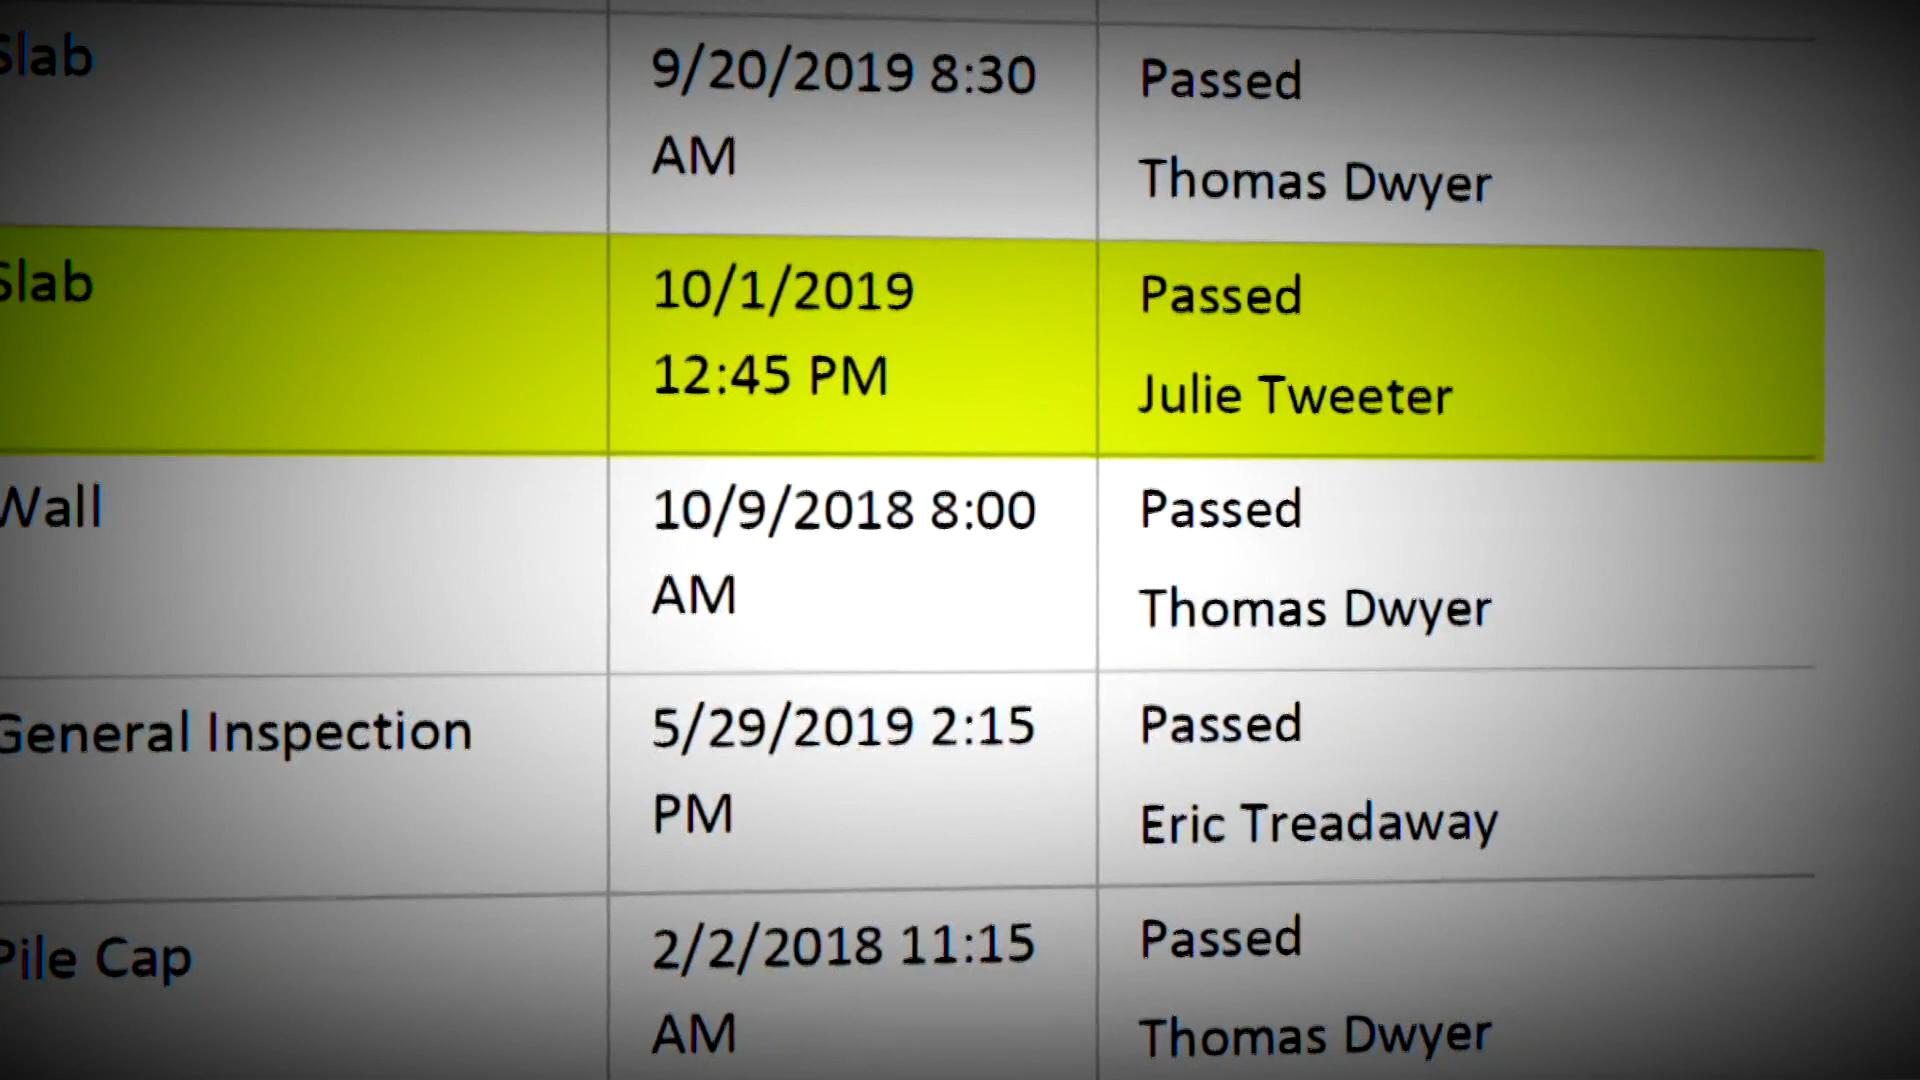 Slab
9/20/2019 8:30
AM
Passed
Thomas Dwyer
Slab
10/1/2019
12:45 PM
Passed
Julie Tweeter
Wall
10/9/2018 8:00
AM
Passed
Thomas Dwyer
General Inspection
5/29/2019 2:15
PM
Passed
Eric Treadaway
Pile Cap
2/2/2018 11:15
AM
Passed
Thomas Dwyer